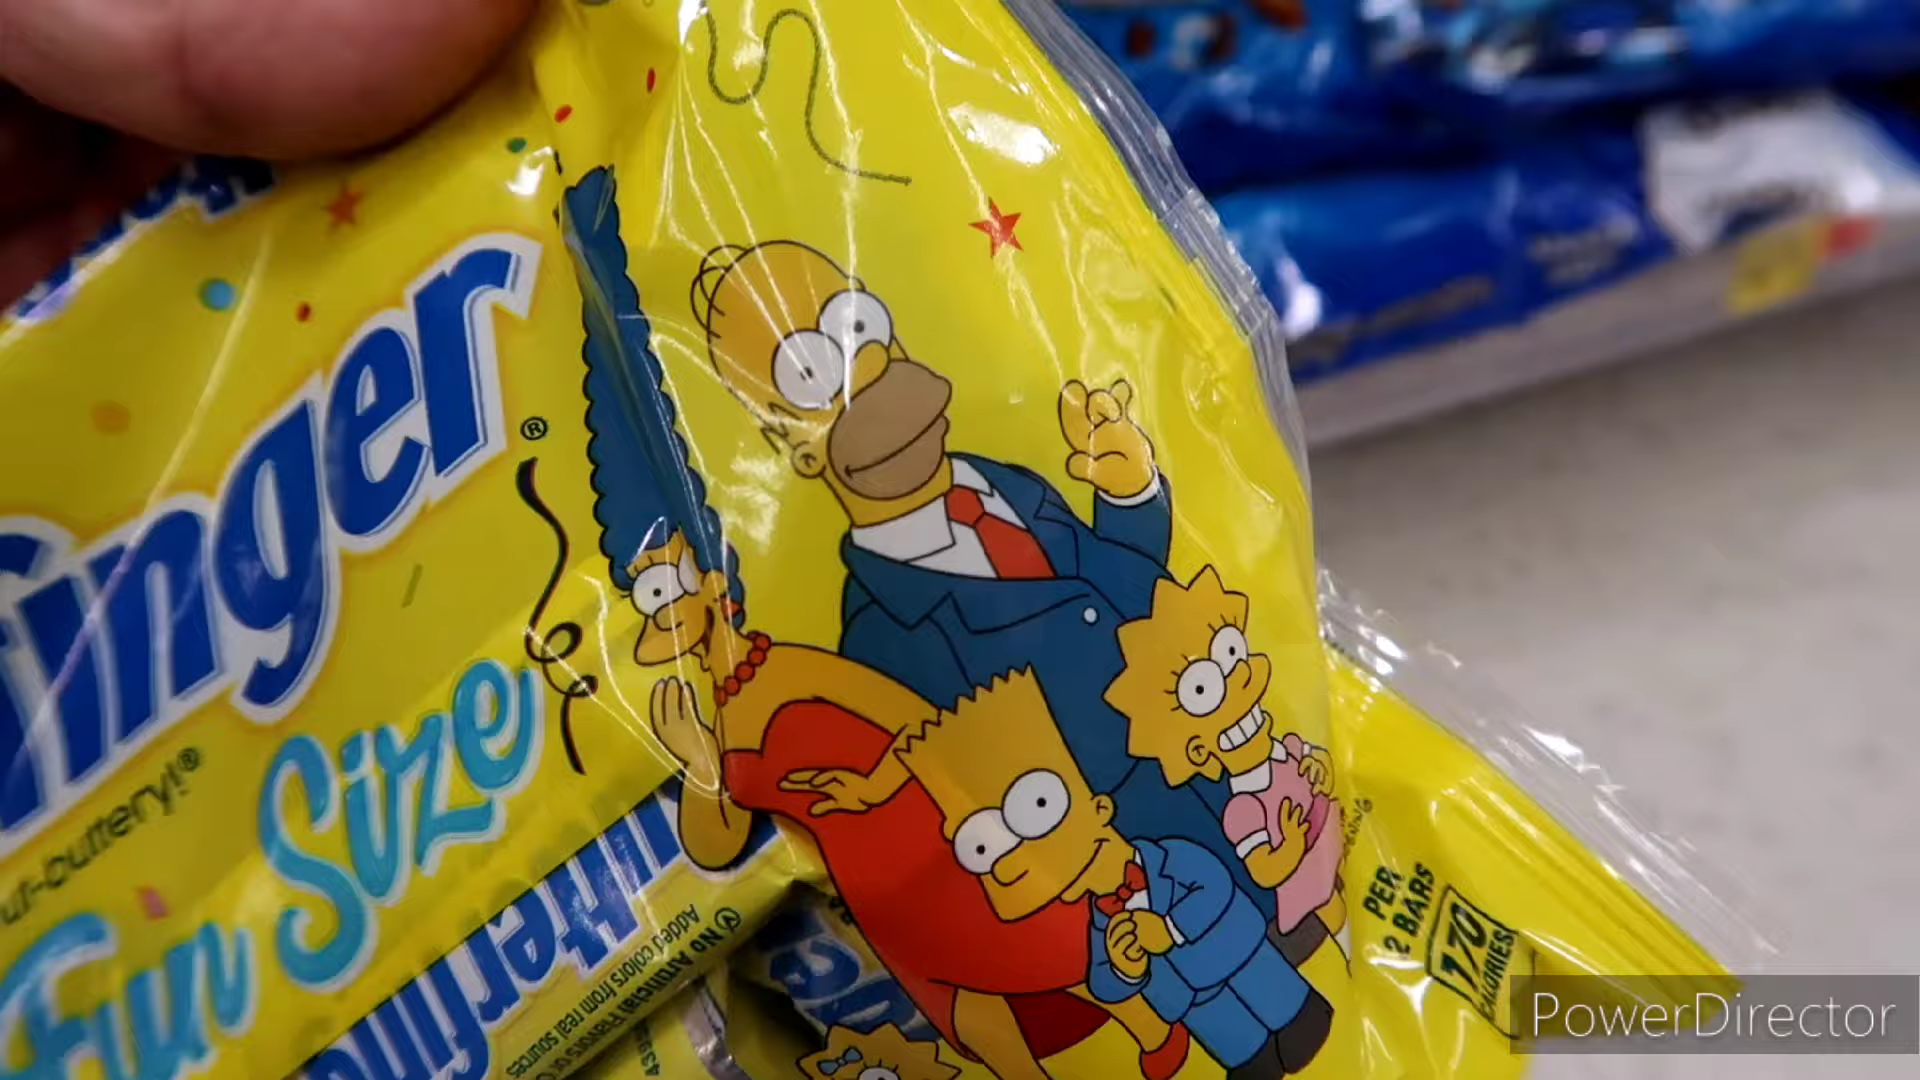 finger®
ut-buttery!®
Fun Size
utterfin
No Artificial Flavors or
Added colors from real sources
PER
2 BARS
170
CALORIES
PowerDirector